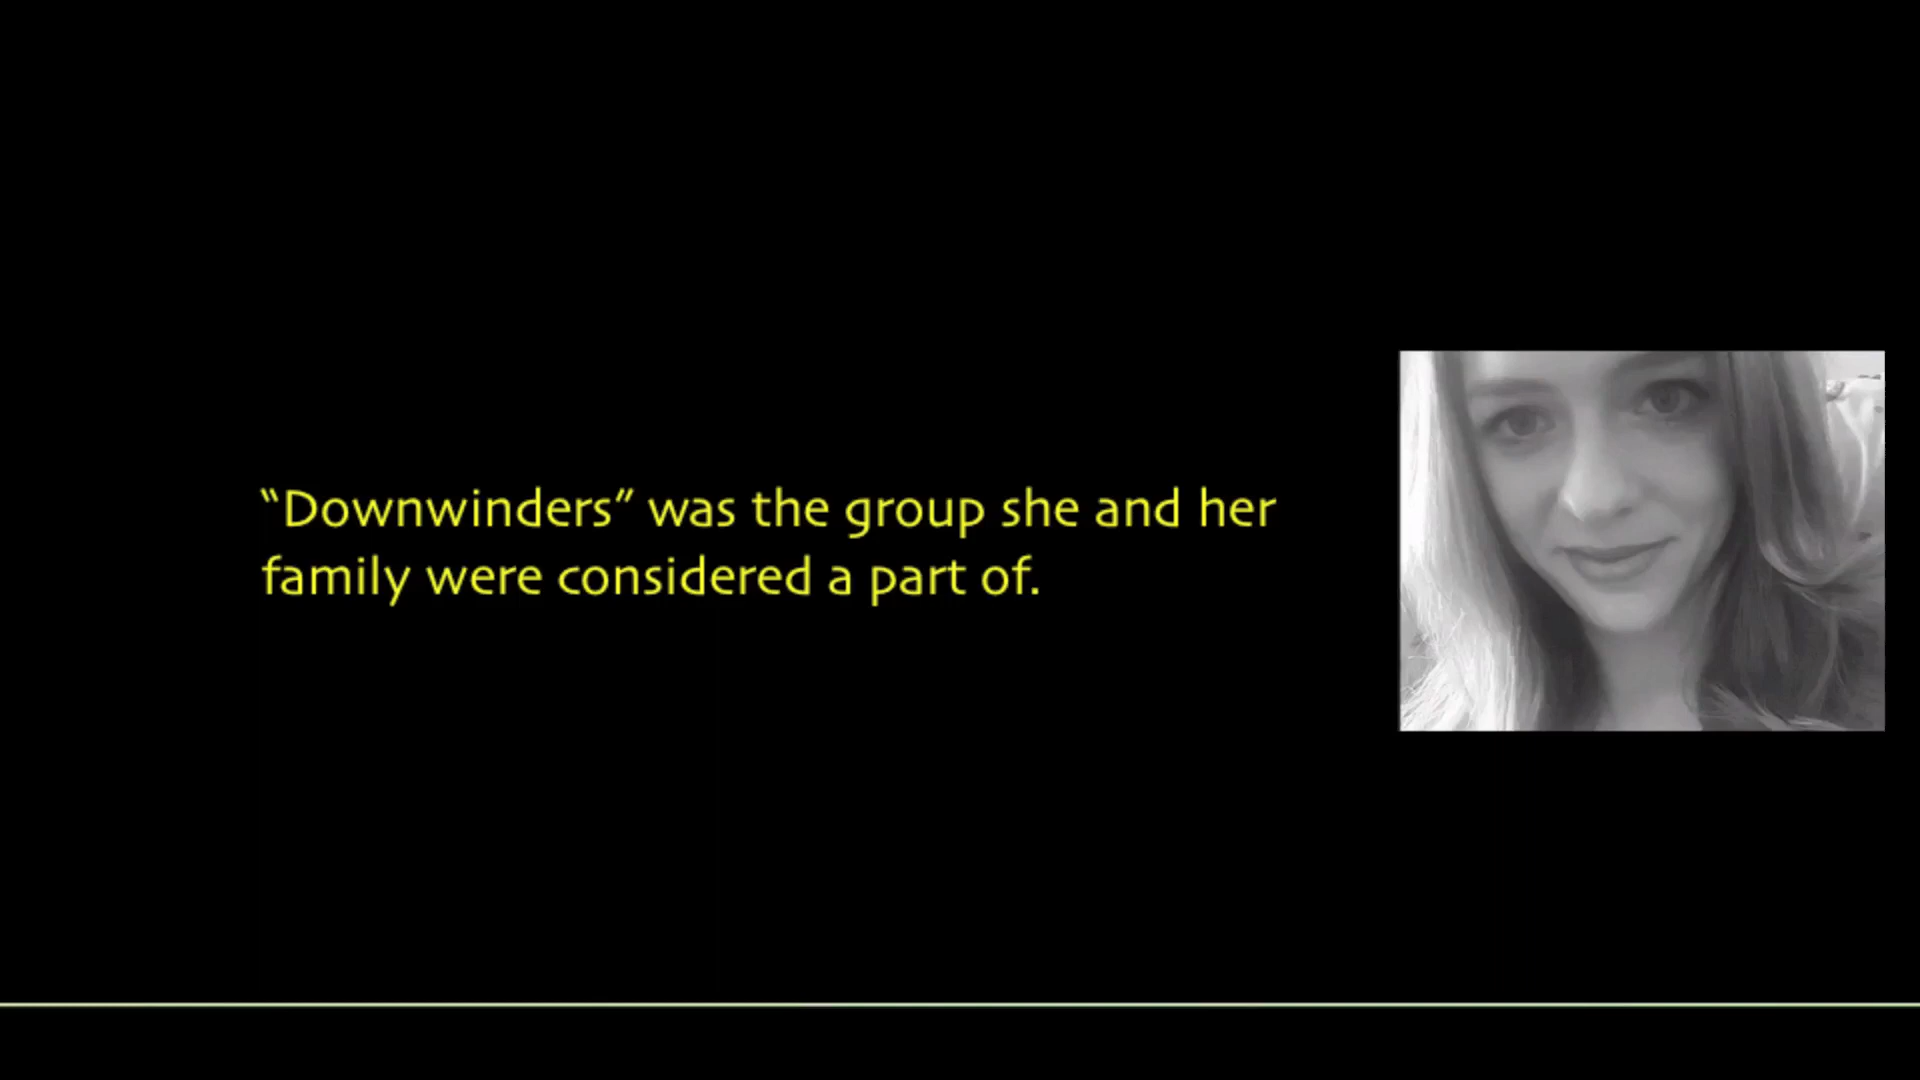 “Downwinders” was the group she and her
family were considered a part of.